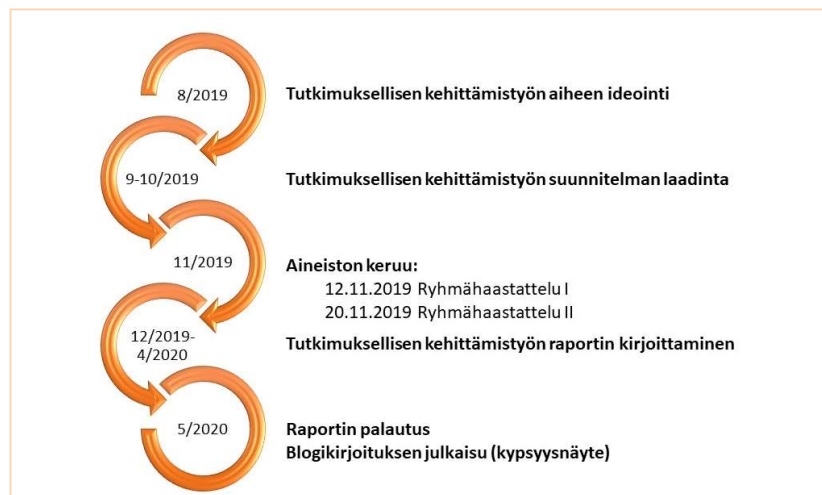 8/2019
Tutkimuksellisen kehittämistyön aiheen ideointi
9-10/2019
Tutkimuksellisen kehittämistyön suunnitelman laadinta
11/2019
Aineiston keruu:
12.11.2019 Ryhmähaastattelu I
20.11.2019 Ryhmähaastattelu II
12/2019-
4/2020
Tutkimuksellisen kehittämistyön raportin kirjoittaminen
5/2020
Raportin palautus
Blogikirjoituksen julkaisu (kypsyysnäyte)